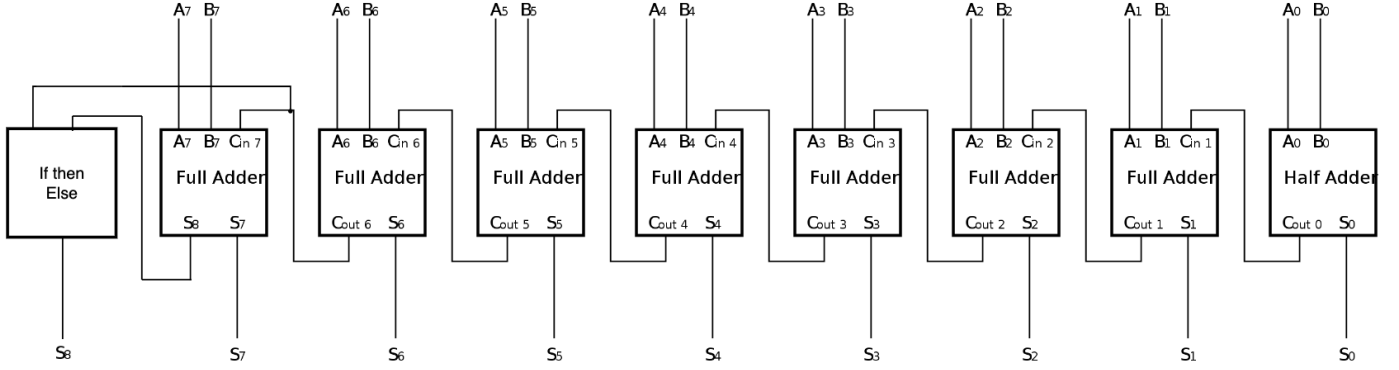 A7 B7 A6 B6 A5 B5 A4 B4 A3 B3 A2 B2 A1 B1 A0 B0
A7 B7 Cin 7 A6 B6 Cin 6 A5 B5 Cin 5 A4 B4 Cin 4 A3 B3 Cin 3 A2 B2 Cin 2 A1 B1 Cin 1 A0 B0
If then
Else
Full Adder Full Adder Full Adder Full Adder Full Adder Full Adder Full Adder Half Adder
S8 S7 Cout 6 S6 Cout 5 S5 Cout 4 S4 Cout 3 S3 Cout 2 S2 Cout 1 S1 Cout 0 S0
S8 S7 S6 S5 S4 S3 S2 S1 S0